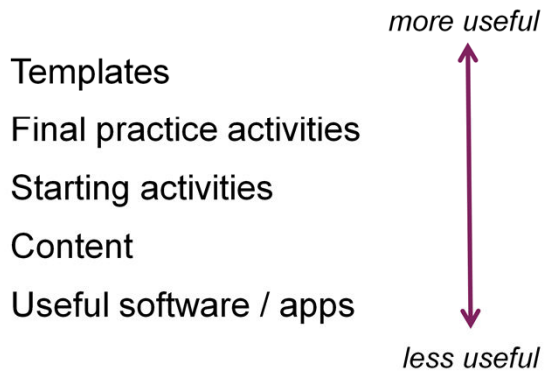 more useful
Templates
Final practice activities
Starting activities
Content
Useful software / apps
less useful